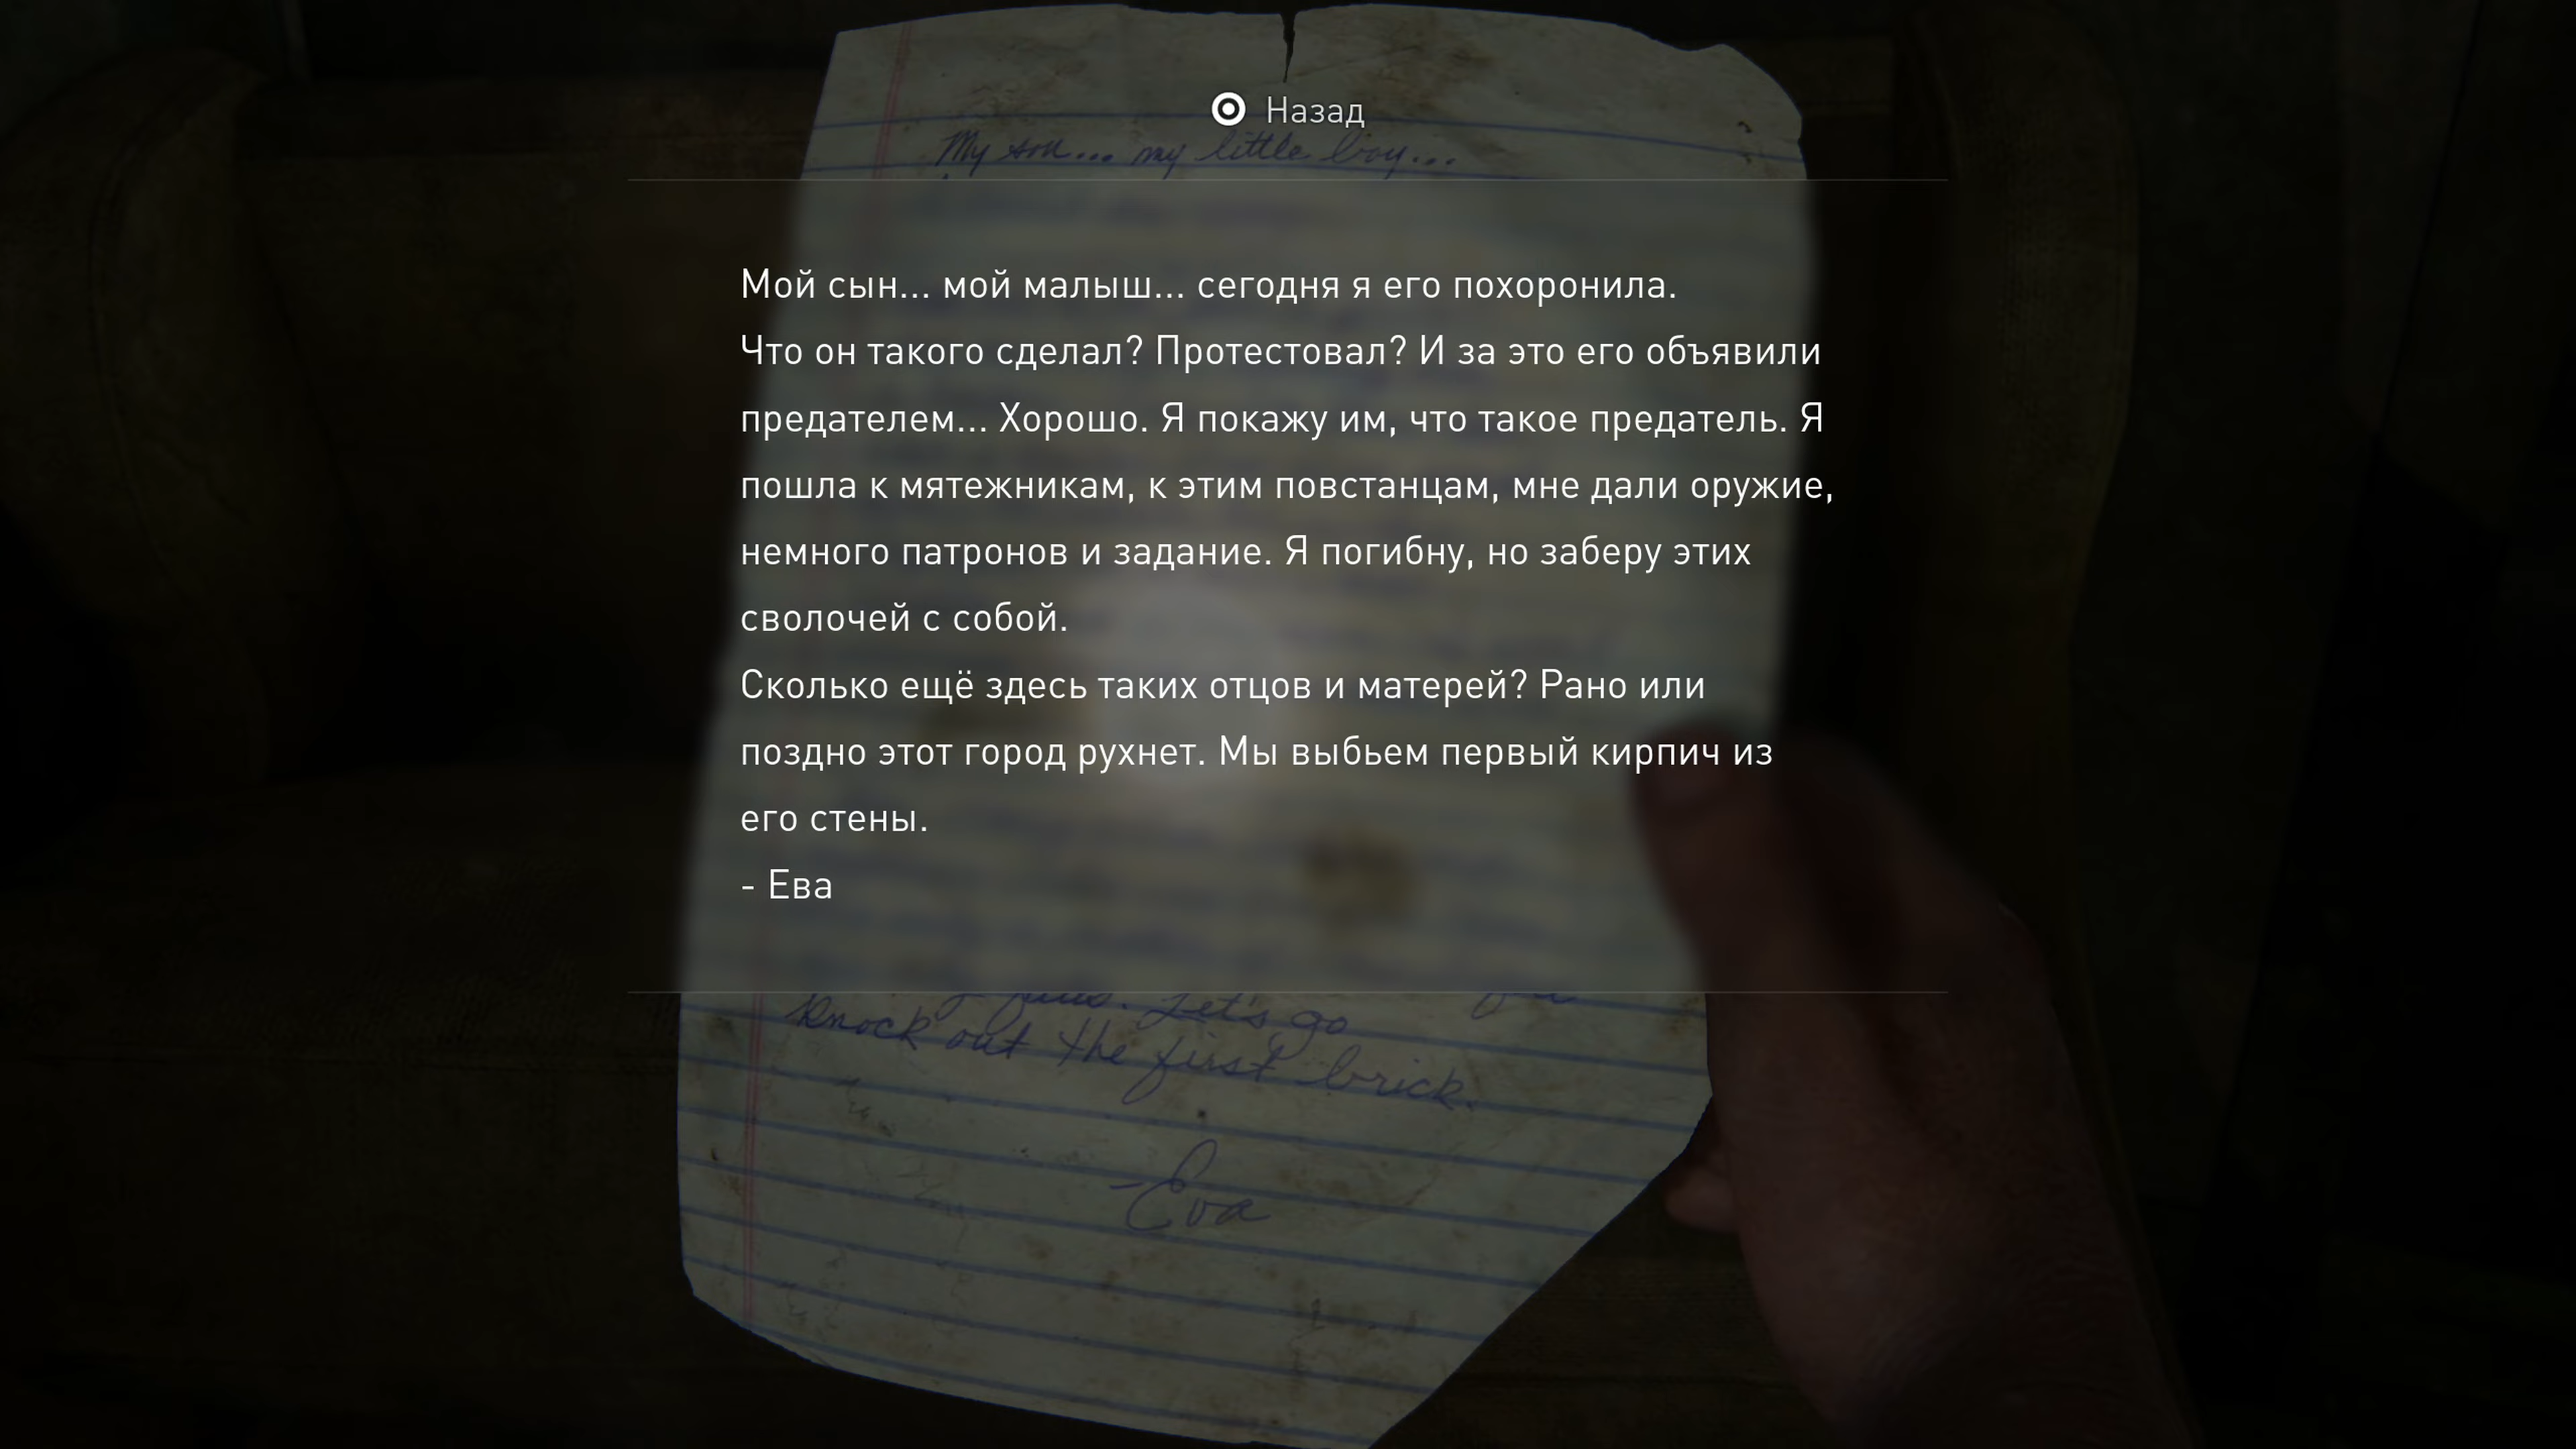 Назад
My son... my little boy...
Мой сын... мой малыш... сегодня я его похоронила.
Что он такого сделал? Протестовал? И за это его объявили
предателем... Хорошо. Я покажу им, что такое предатель. Я
пошла к мятежникам, к этим повстанцам, мне дали оружие,
немного патронов и задание. Я погибну, но заберу этих
сволочей с собой.
Сколько ещё здесь таких отцов и матерей? Рано или
поздно этот город рухнет. Мы выбьем первый кирпич из
его стены.
- Ева
Let's go
knock out the first brick.
-Eva